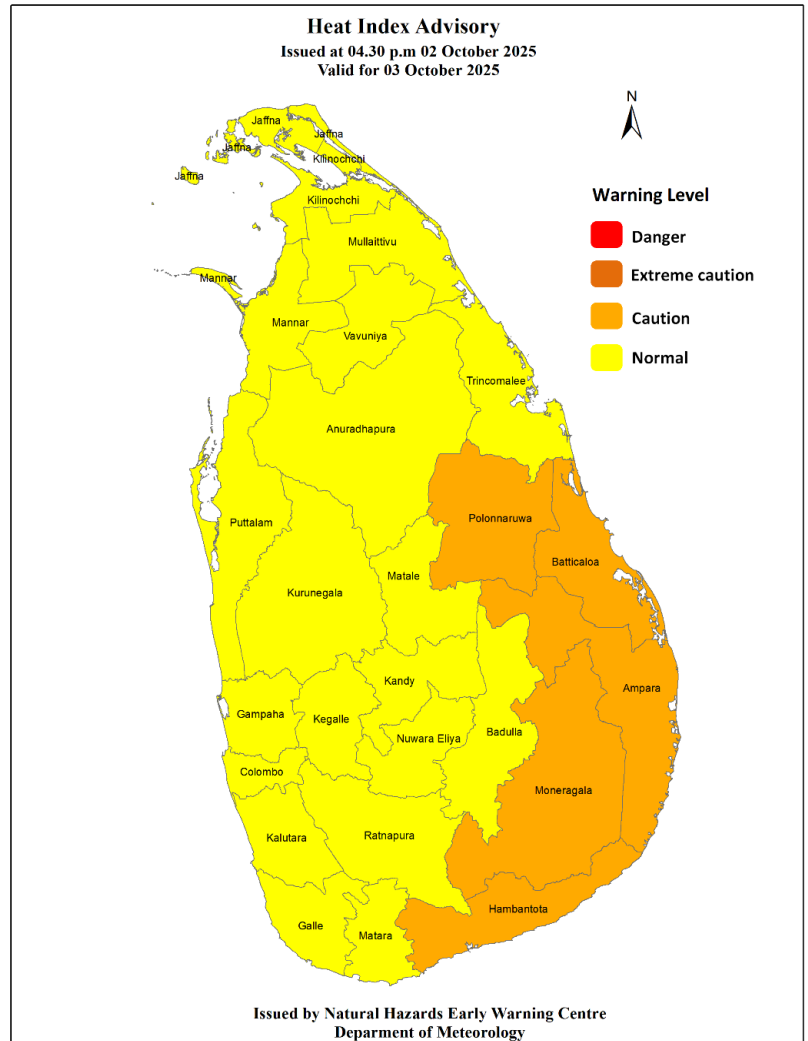 Heat Index Advisory
Issued at 04.30 p.m 02 October 2025
Valid for 03 October 2025
N
Warning Level
Danger
Extreme caution
Caution
Normal
Jaffna
Jaffna
Jaffna
Kilinochchi
Jaffna
Kilinochchi
Mullaittivu
Mannar
Mannar
Vavuniya
Trincomalee
Anuradhapura
Polonnaruwa
Puttalam
Batticaloa
Matale
Kurunegala
Kandy
Ampara
Gampaha
Kegalle
Nuwara Eliya
Badulla
Colombo
Moneragala
Kalutara
Ratnapura
Hambantota
Galle
Matara
Issued by Natural Hazards Early Warning Centre
Deparment of Meteorology